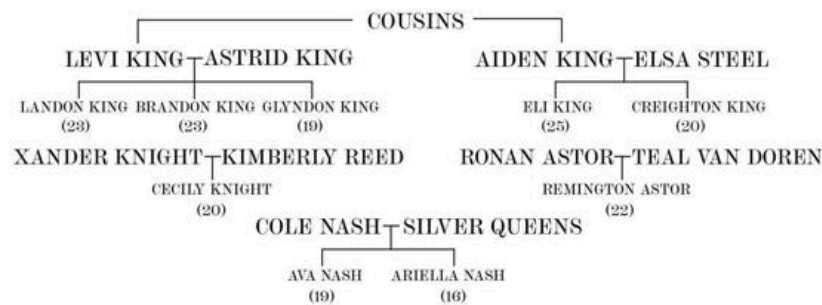 COUSINS
LEVI KING ASTRID KING AIDEN KING ELSA STEEL
LANDON KING BRANDON KING GLYNDON KING ELI KING CREIGHTON KING
(23) (23) (19) (25) (20)
XANDER KNIGHT KIMBERLY REED RONAN ASTOR TEAL VAN DOREN
CECILY KNIGHT REMINGTON ASTOR
(20) (22)
COLE NASH SILVER QUEENS
AVA NASH ARIELLA NASH
(19) (16)